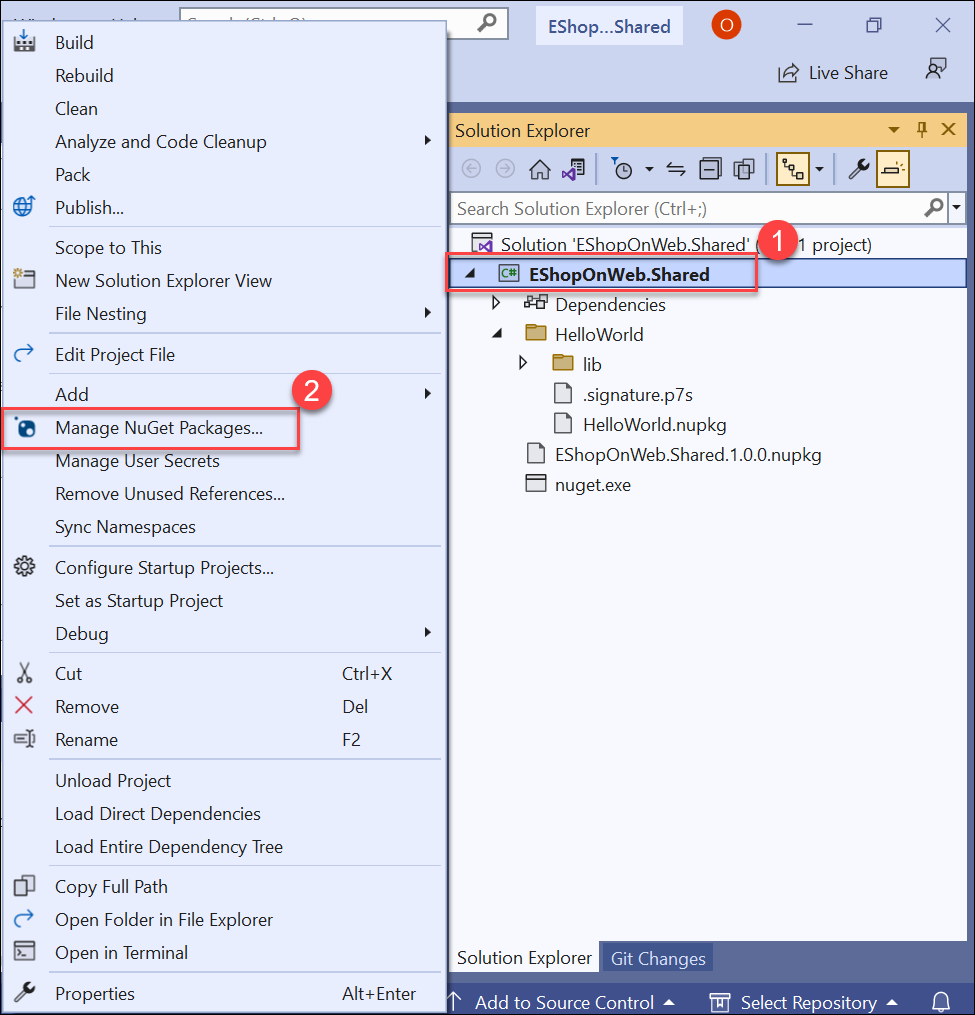 EShop...Shared
O
Live Share
Build
Rebuild
Clean
Analyze and Code Cleanup
Pack
Publish...
Scope to This
New Solution Explorer View
File Nesting
Edit Project File
Add
2
Manage NuGet Packages...
Manage User Secrets
Remove Unused References...
Sync Namespaces
Configure Startup Projects...
Set as Startup Project
Debug
Cut Ctrl+X
Remove Del
Rename F2
Unload Project
Load Direct Dependencies
Load Entire Dependency Tree
Copy Full Path
Open Folder in File Explorer
Open in Terminal
Properties Alt+Enter
Solution Explorer
Search Solution Explorer (Ctrl+;)
Solution 'EShopOnWeb.Shared' ( 1 project)
1
C# EShopOnWeb.Shared
Dependencies
HelloWorld
lib
.signature.p7s
HelloWorld.nupkg
EShopOnWeb.Shared.1.0.0.nupkg
nuget.exe
Solution Explorer Git Changes
Add to Source Control Select Repository